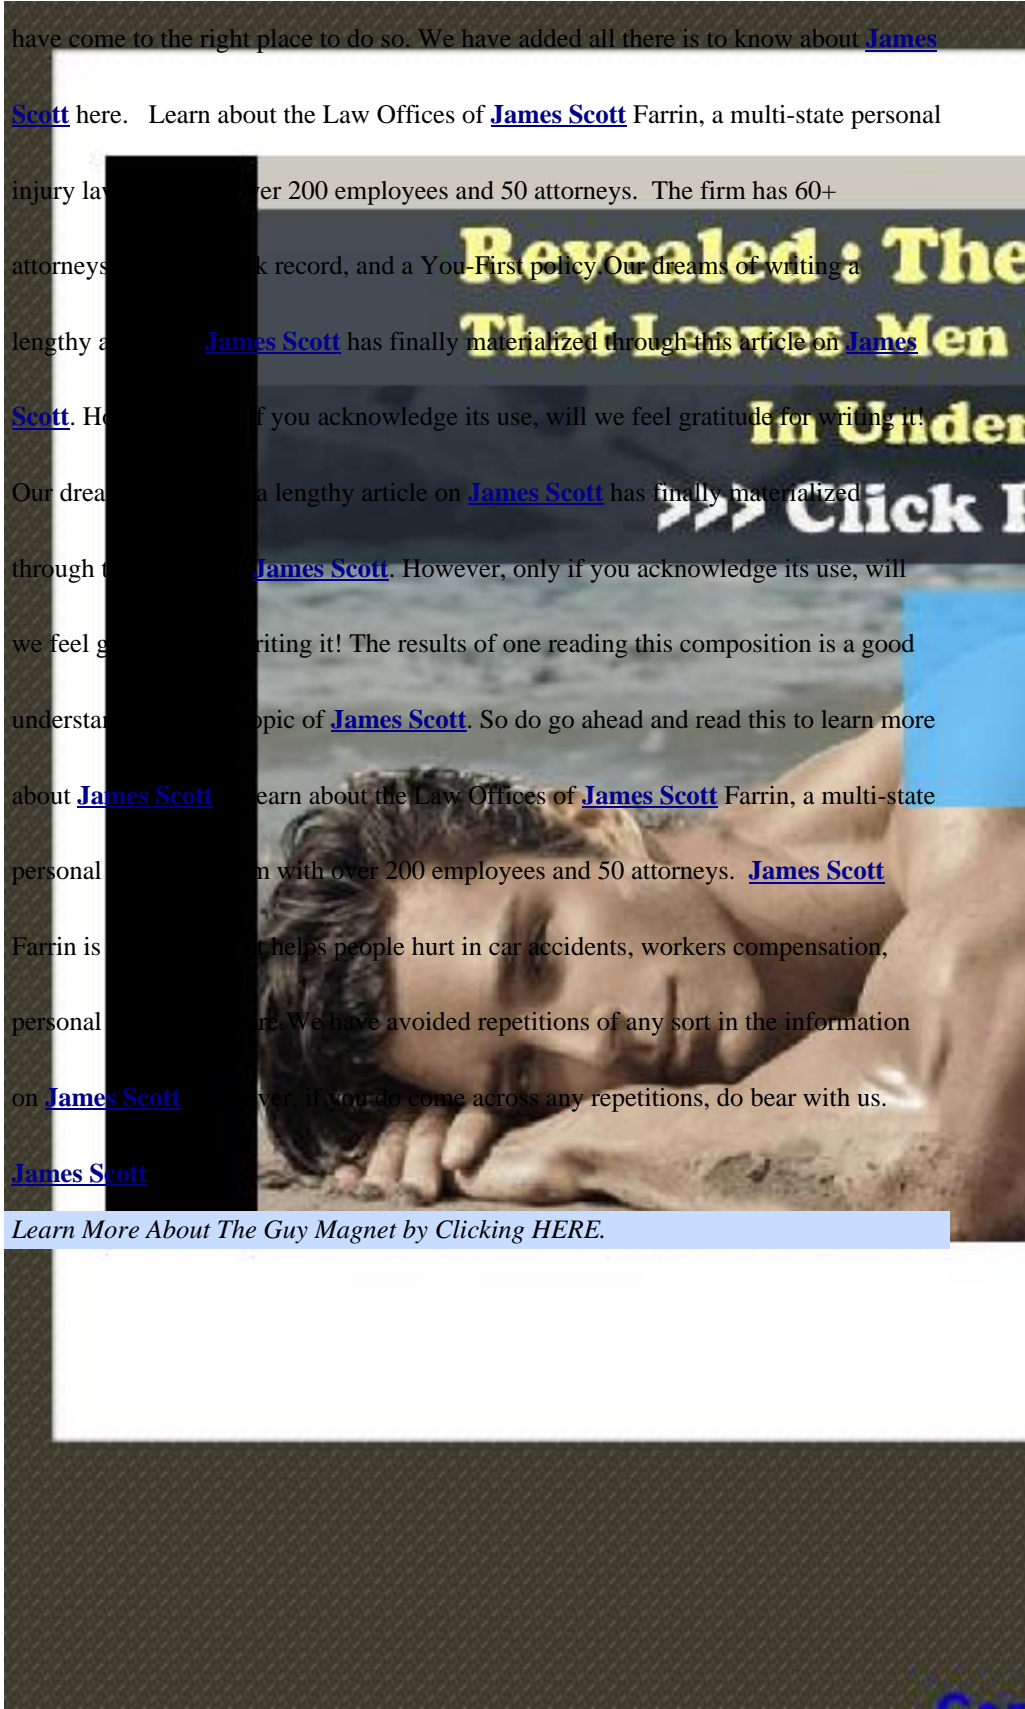 have come to the right place to do so. We have added all there is to know about James
Scott here. Learn about the Law Offices of James Scott Farrin, a multi-state personal
injury er 200 employees and 50 attorneys. The firm has 60+
attorneys k record, and a You-First policy.Our dreams of writing a
lengthy a James Scott has finally materialized through this article on James
Scott. Ho f you acknowledge its use, will we feel gratitude for writing it!
Our drea a lengthy article on James Scott has finally materialized
through t James Scott. However, only if you acknowledge its use, will
we feel g riting it! The results of one reading this composition is a good
understan opic of James Scott. So do go ahead and read this to learn more
about James Scott earn about the Law Offices of James Scott Farrin, a multi-state
personal m with over 200 employees and 50 attorneys. James Scott
Farrin is t helps people hurt in car accidents, workers compensation,
personal re.We have avoided repetitions of any sort in the information
on James Scott ver, if you do come across any repetitions, do bear with us.
James Scott
Learn More About The Guy Magnet by Clicking HERE.
Revealed : The
That Leaves Men
In Under
>>> Click